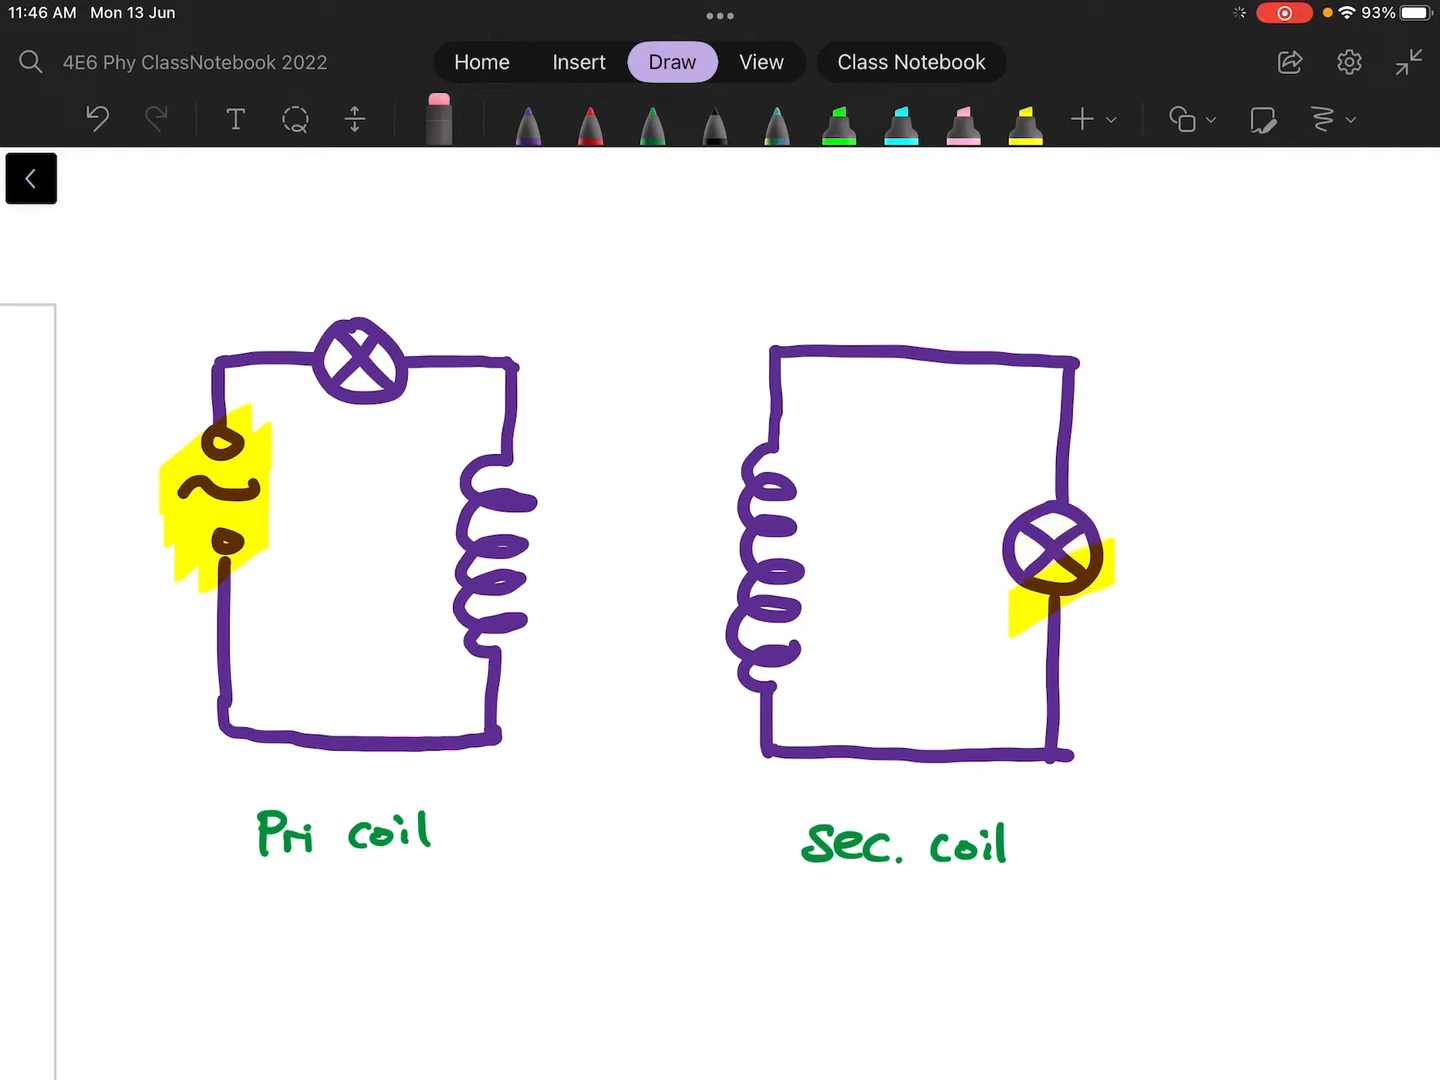 11:46 AM Mon 13 Jun
93%
4E6 Phy ClassNotebook 2022
Home Insert Draw View Class Notebook
T
Pri coil
Sec. coil